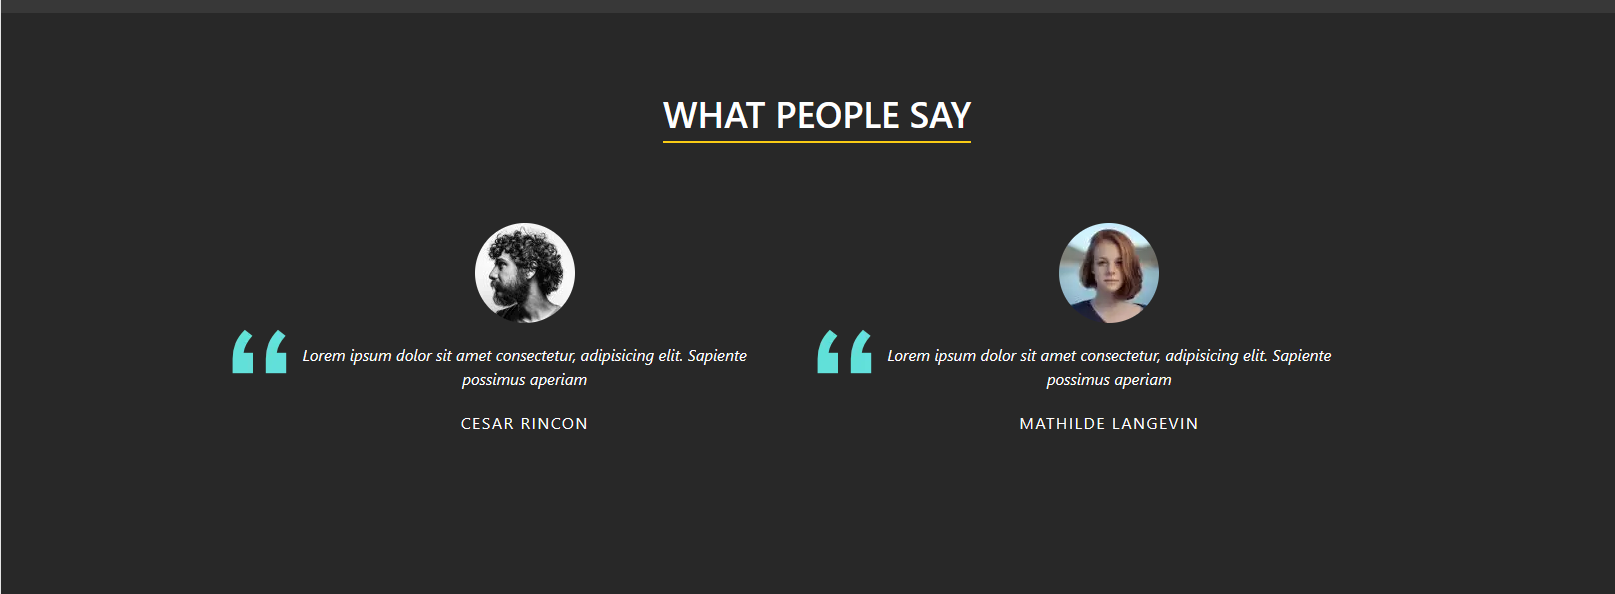 WHAT PEOPLE SAY
“ Lorem ipsum dolor sit amet consectetur, adipisicing elit. Sapiente
possimus aperiam
CESAR RINCON
“ Lorem ipsum dolor sit amet consectetur, adipisicing elit. Sapiente
possimus aperiam
MATHILDE LANGEVIN